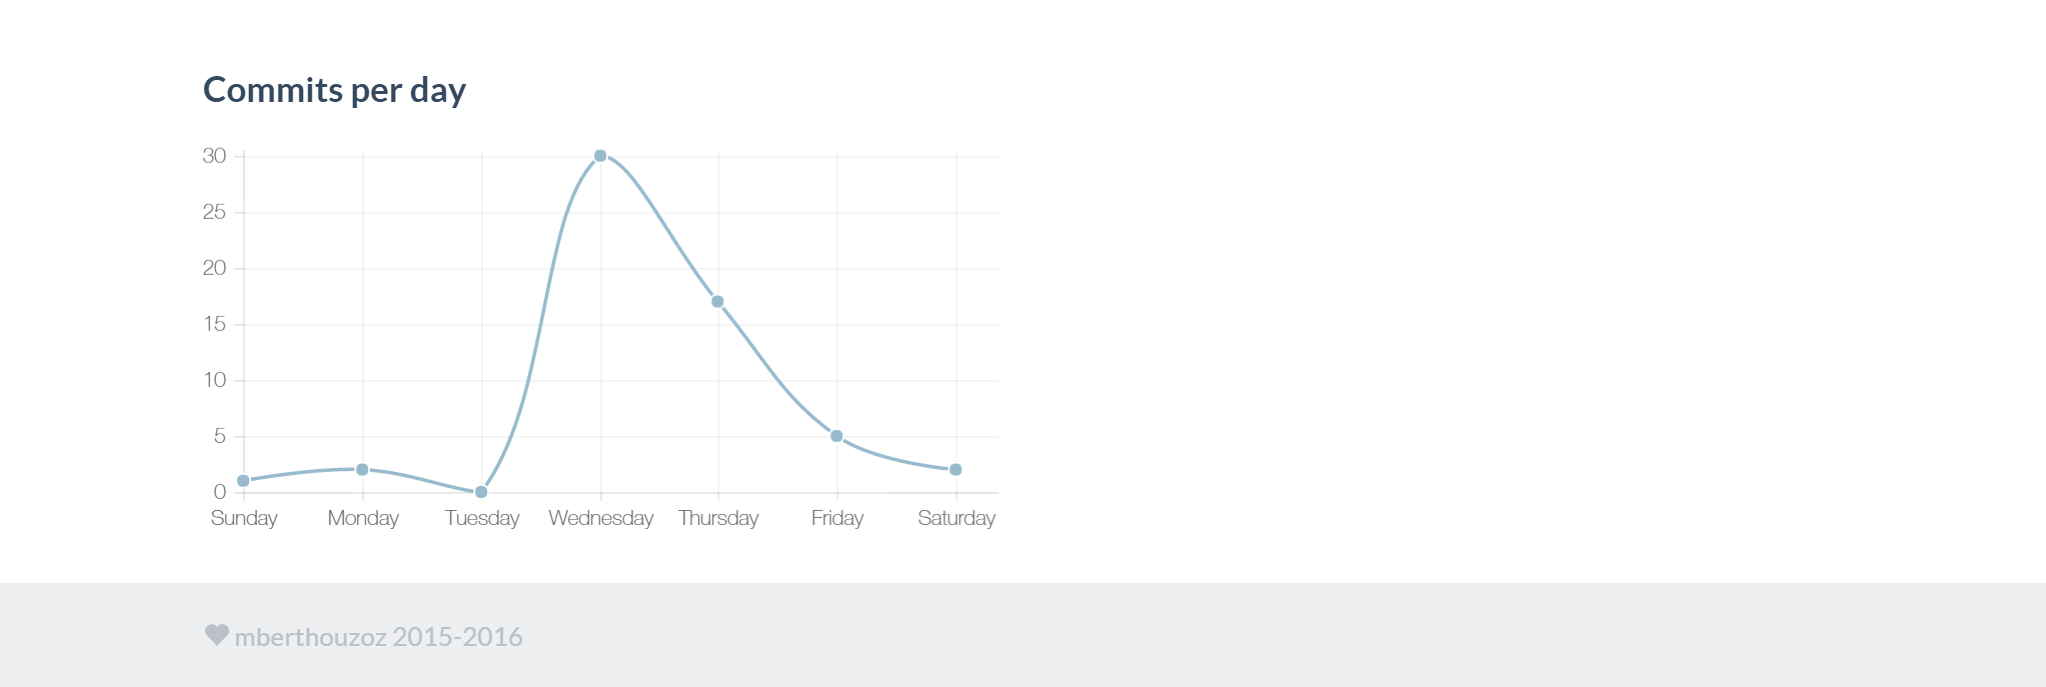 Commits per day
30
25
20
15
10
5
0
Sunday Monday Tuesday Wednesday Thursday Friday Saturday
mberthouzoz 2015-2016